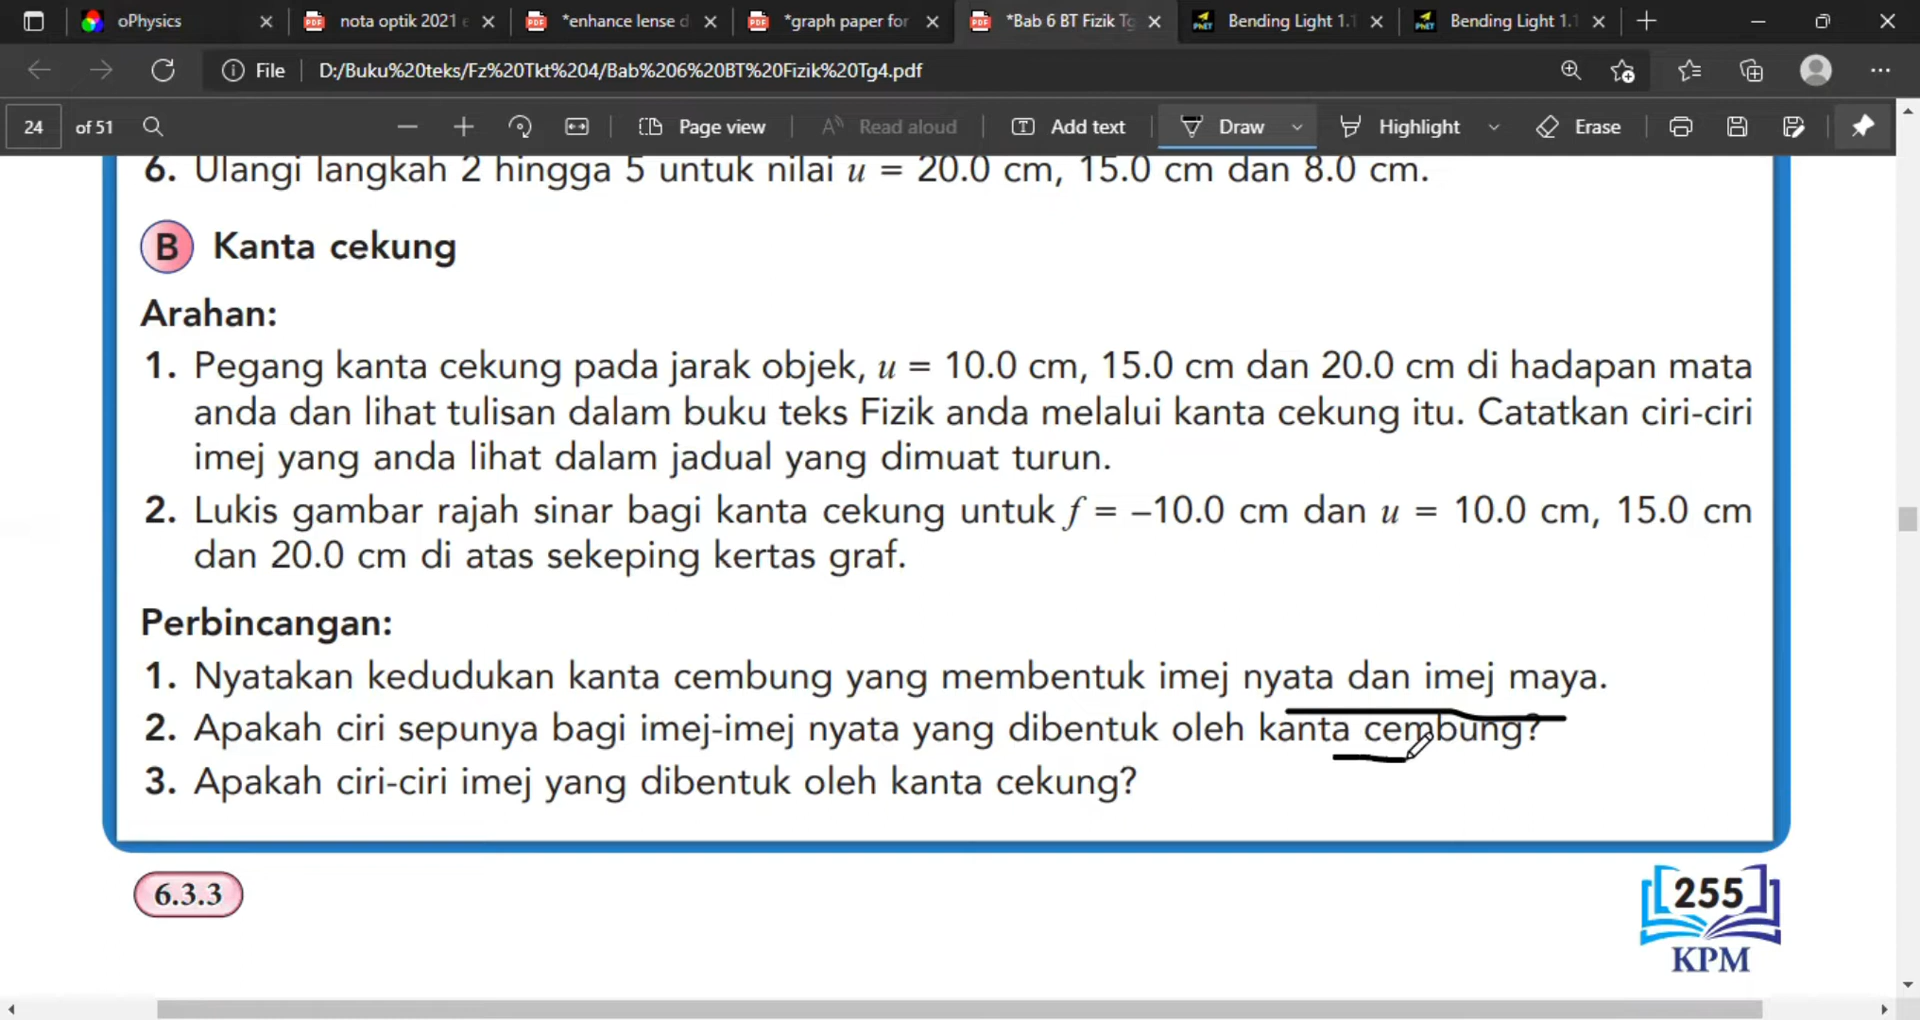 oPhysics
nota optik 2021
*enhance lense d
*graph paper for
*Bab 6 BT Fizik Tg
Bending Light 1.1
Bending Light 1.1
File
D:/Buku%20teks/Fz%20Tkt%204/Bab%206%20BT%20Fizik%20Tg4.pdf
24 of 51
Page view
Read aloud
Add text
Draw
Highlight
Erase
6. Ulangi langkah 2 hingga 5 untuk nilai u = 20.0 cm, 15.0 cm dan 8.0 cm.
B Kanta cekung
Arahan:
1. Pegang kanta cekung pada jarak objek, u = 10.0 cm, 15.0 cm dan 20.0 cm di hadapan mata
anda dan lihat tulisan dalam buku teks Fizik anda melalui kanta cekung itu. Catatkan ciri-ciri
imej yang anda lihat dalam jadual yang dimuat turun.
2. Lukis gambar rajah sinar bagi kanta cekung untuk f = –10.0 cm dan u = 10.0 cm, 15.0 cm
dan 20.0 cm di atas sekeping kertas graf.
Perbincangan:
1. Nyatakan kedudukan kanta cembung yang membentuk imej nyata dan imej maya.
2. Apakah ciri sepunya bagi imej-imej nyata yang dibentuk oleh kanta cembung?
3. Apakah ciri-ciri imej yang dibentuk oleh kanta cekung?
6.3.3
255
KPM